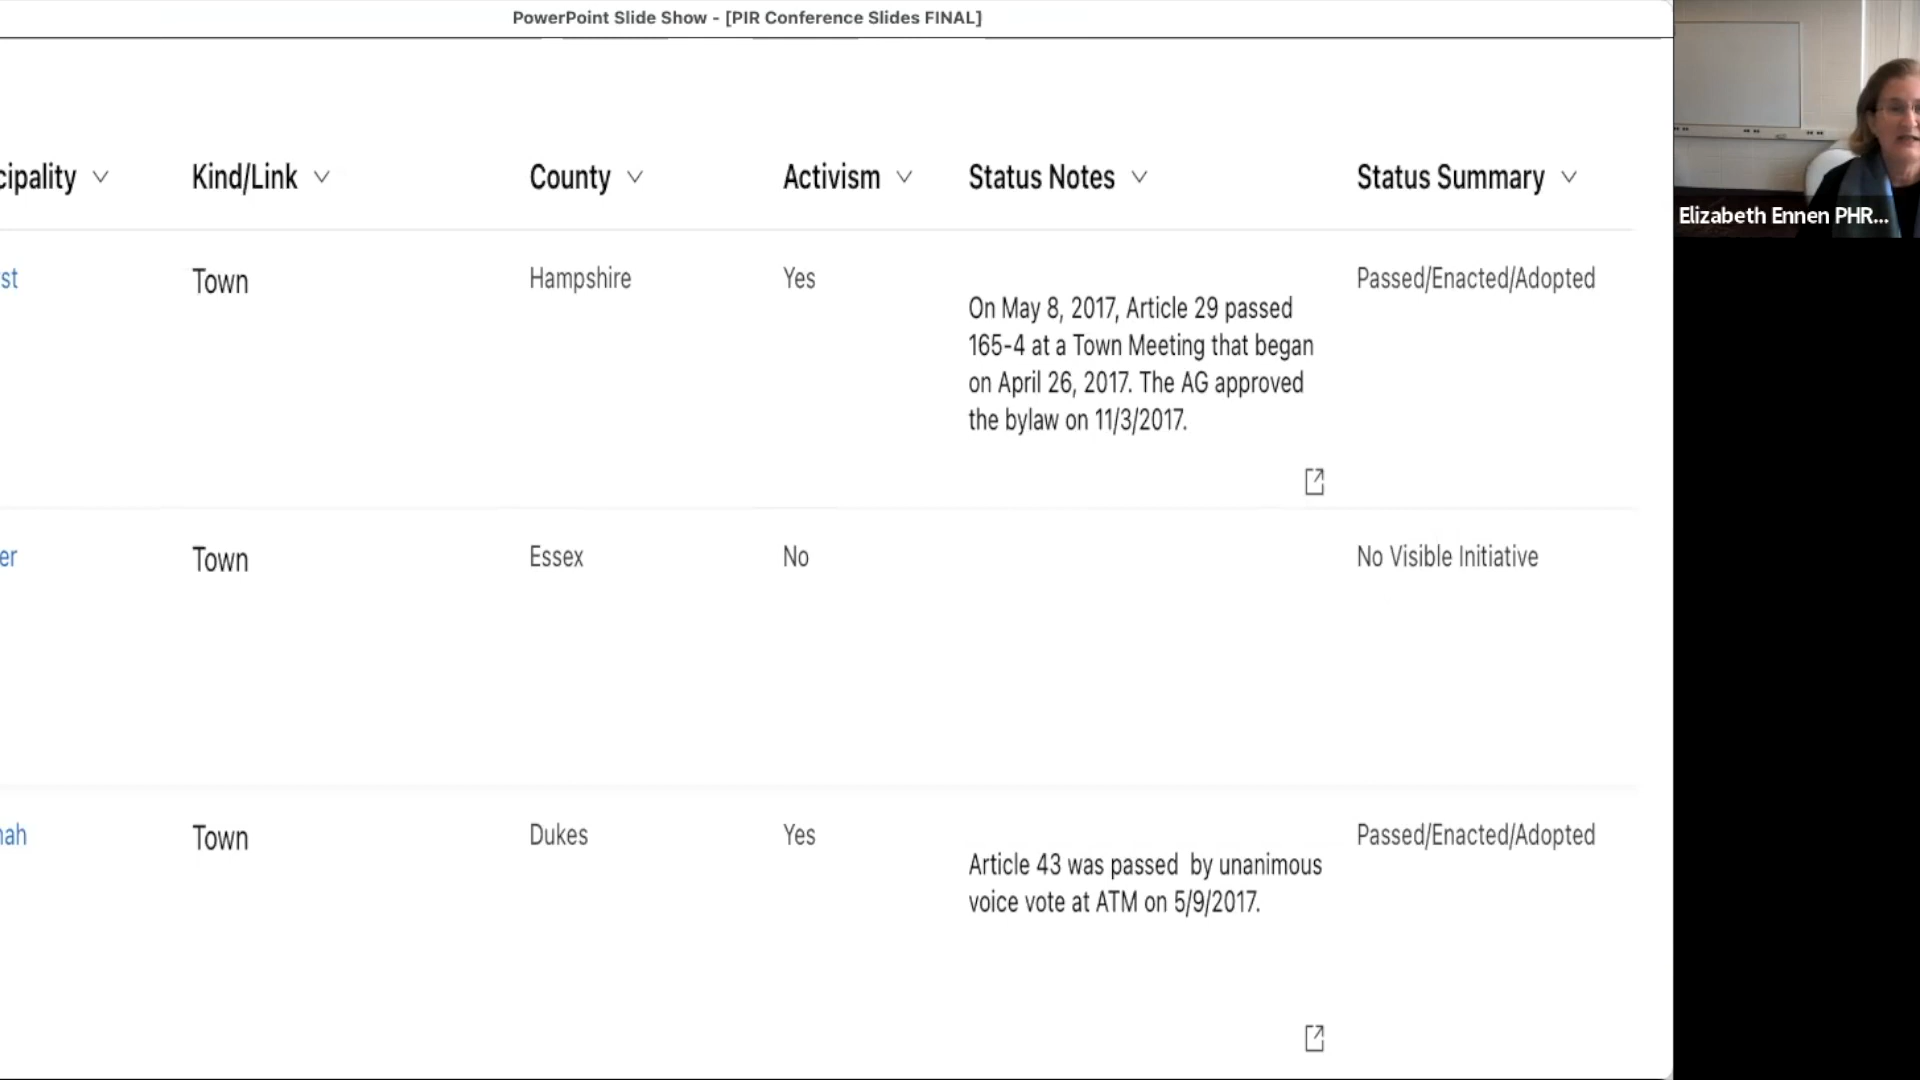 PowerPoint Slide Show - [PIR Conference Slides FINAL]
cipality Kind/Link County Activism Status Notes Status Summary
st Town Hampshire Yes Passed/Enacted/Adopted
On May 8, 2017, Article 29 passed
165-4 at a Town Meeting that began
on April 26, 2017. The AG approved
the bylaw on 11/3/2017.
er Town Essex No No Visible Initiative
nah Town Dukes Yes Passed/Enacted/Adopted
Article 43 was passed by unanimous
voice vote at ATM on 5/9/2017.
Elizabeth Ennen PHR...